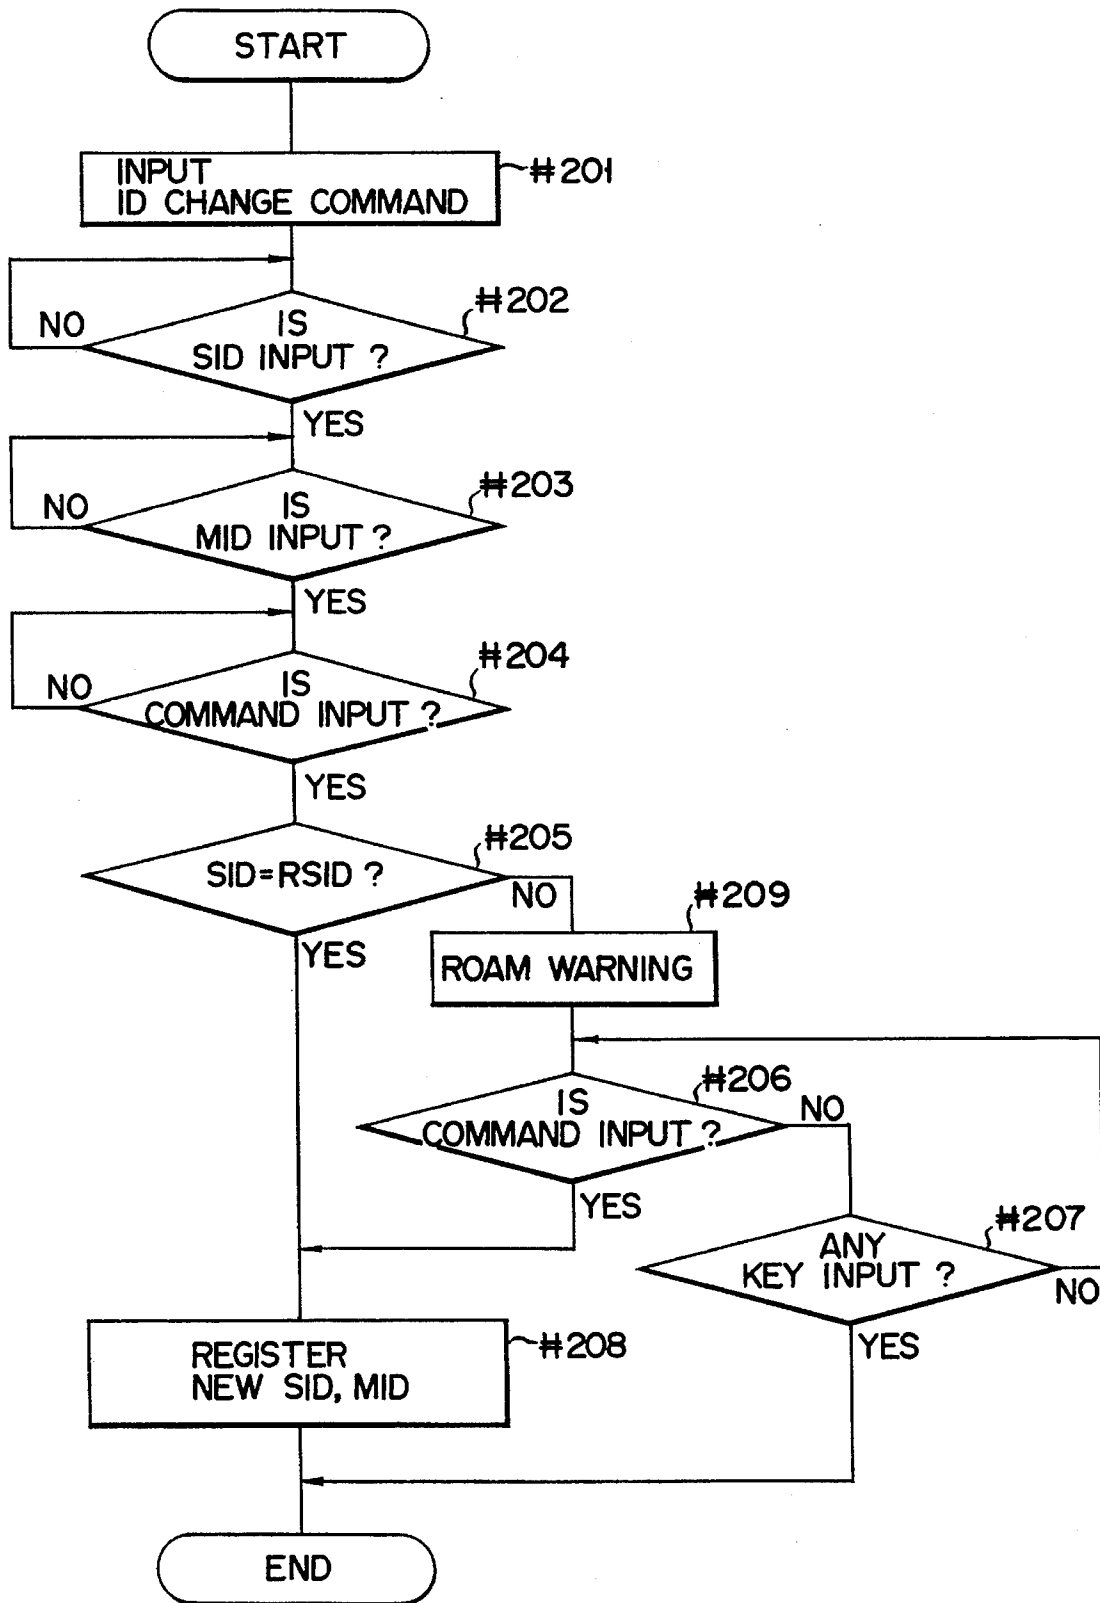 START
INPUT
ID CHANGE COMMAND
#201
#202
NO
IS
SID INPUT ?
YES
#203
NO
IS
MID INPUT ?
YES
#204
NO
IS
COMMAND INPUT ?
YES
#205
SID=RSID ?
NO
YES
#209
ROAM WARNING
#206
IS
COMMAND INPUT ?
NO
YES
#207
ANY
KEY INPUT ?
NO
YES
#208
REGISTER
NEW SID, MID
END